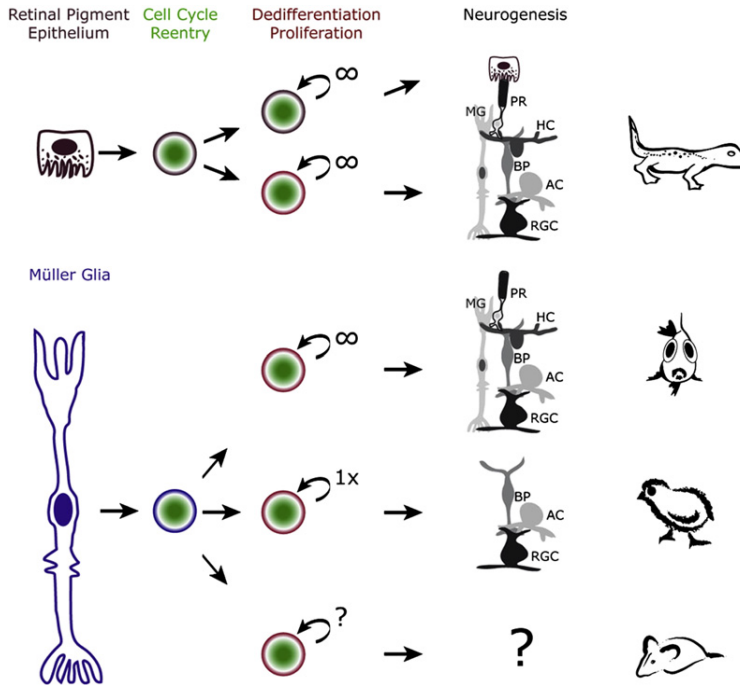 Retinal Pigment Epithelium
Cell Cycle Reentry
Dedifferentiation Proliferation
Neurogenesis
∞
∞
PR
MG
HC
BP
AC
RGC
Müller Glia
∞
PR
MG
HC
BP
AC
RGC
1x
BP
AC
RGC
?
?